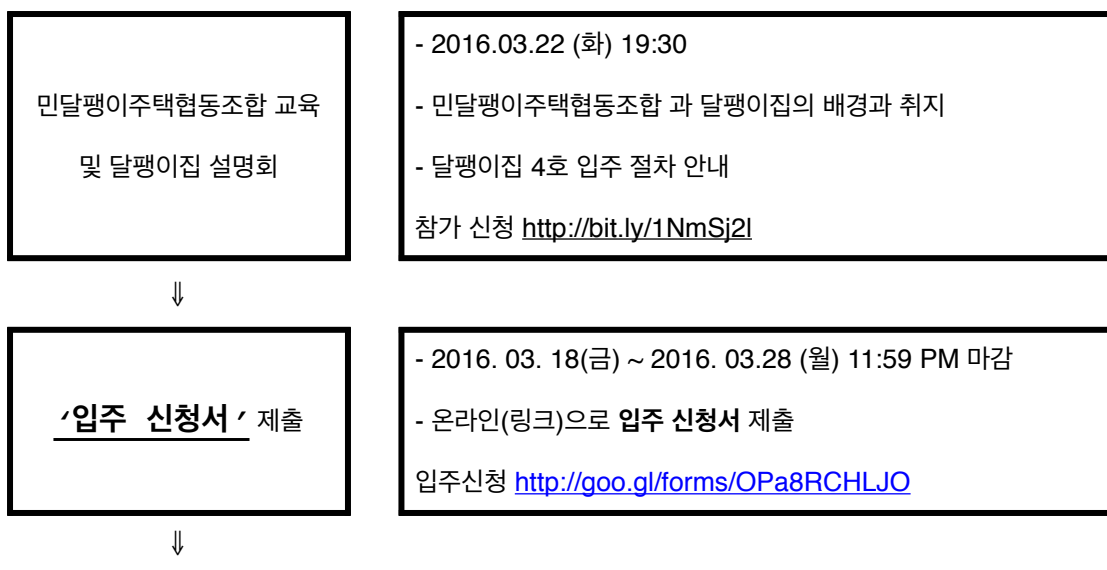 민달팽이주택협동조합 교육
및 달팽이집 설명회
- 2016.03.22 (화) 19:30
- 민달팽이주택협동조합 과 달팽이집의 배경과 취지
- 달팽이집 4호 입주 절차 안내
참가 신청 http://bit.ly/1NmSj2l
⇓
‘입주 신청서’ 제출
- 2016. 03. 18(금) ~ 2016. 03.28 (월) 11:59 PM 마감
- 온라인(링크)으로 입주 신청서 제출
입주신청 http://goo.gl/forms/OPa8RCHLJO
⇓